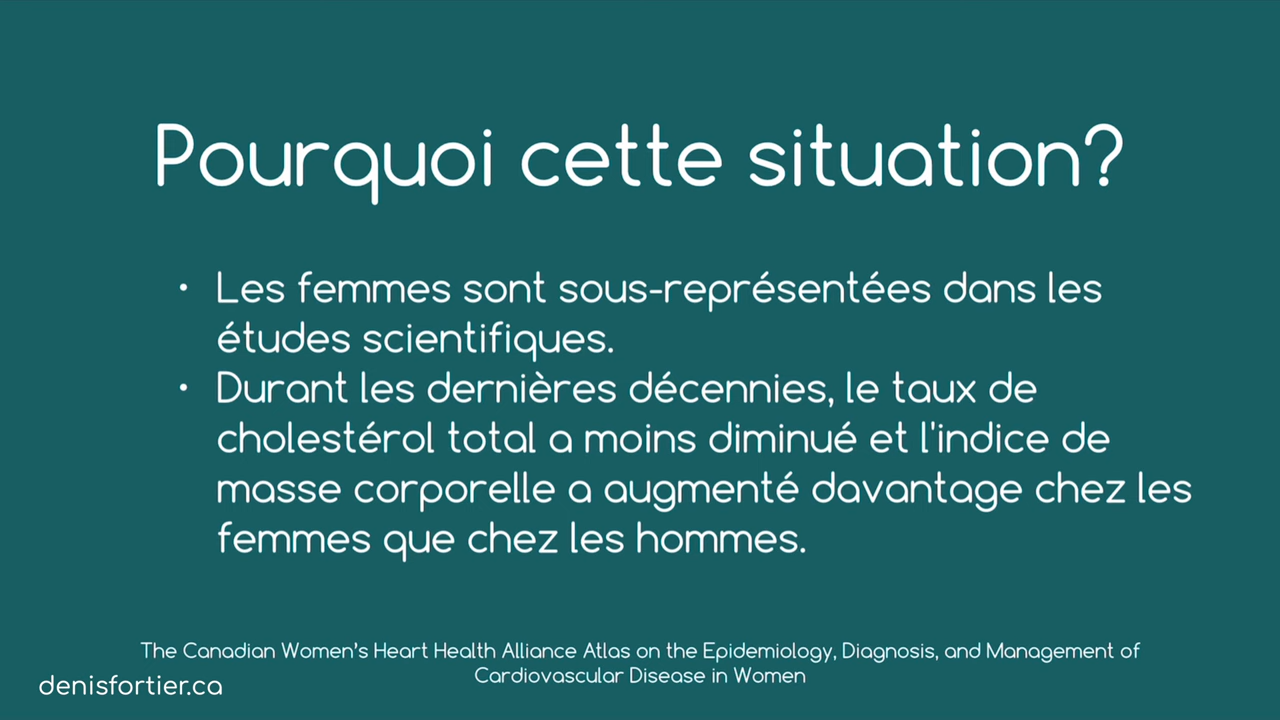 Pourquoi cette situation?
• Les femmes sont sous-représentées dans les
études scientifiques.
• Durant les dernières décennies, le taux de
cholestérol total a moins diminué et l'indice de
masse corporelle a augmenté davantage chez les
femmes que chez les hommes.
The Canadian Women's Heart Health Alliance Atlas on the Epidemiology, Diagnosis, and Management of
Cardiovascular Disease in Women
denisfortier.ca